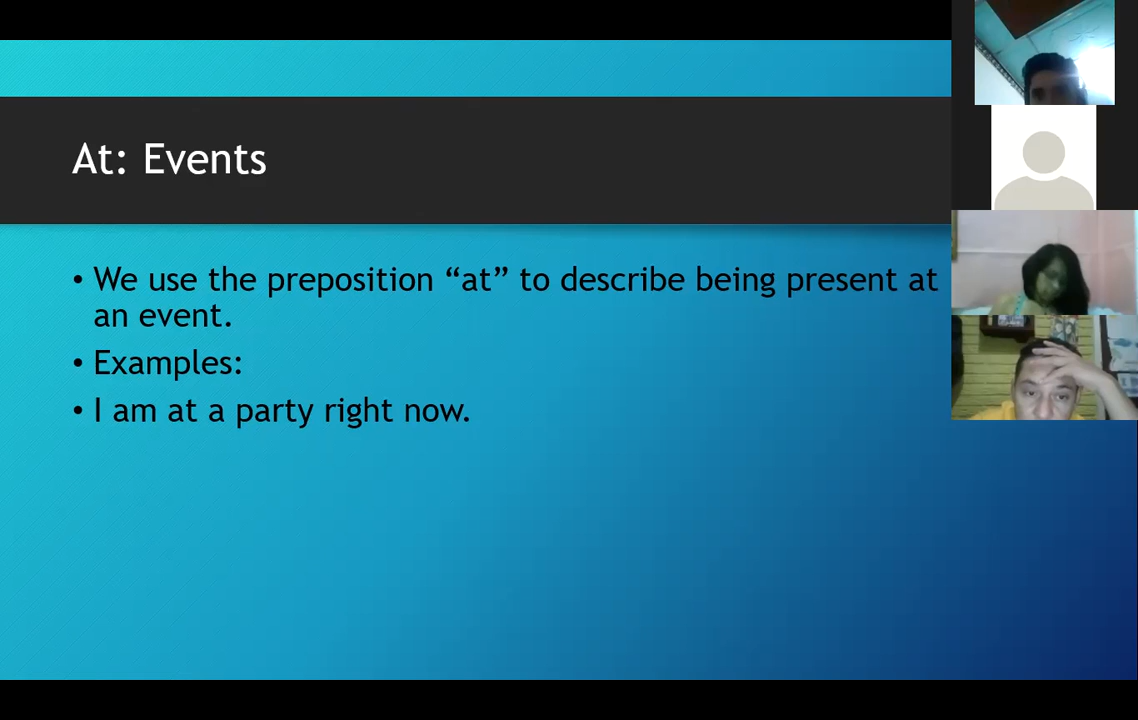 At: Events
• We use the preposition “at” to describe being present at
an event.
• Examples:
• I am at a party right now.